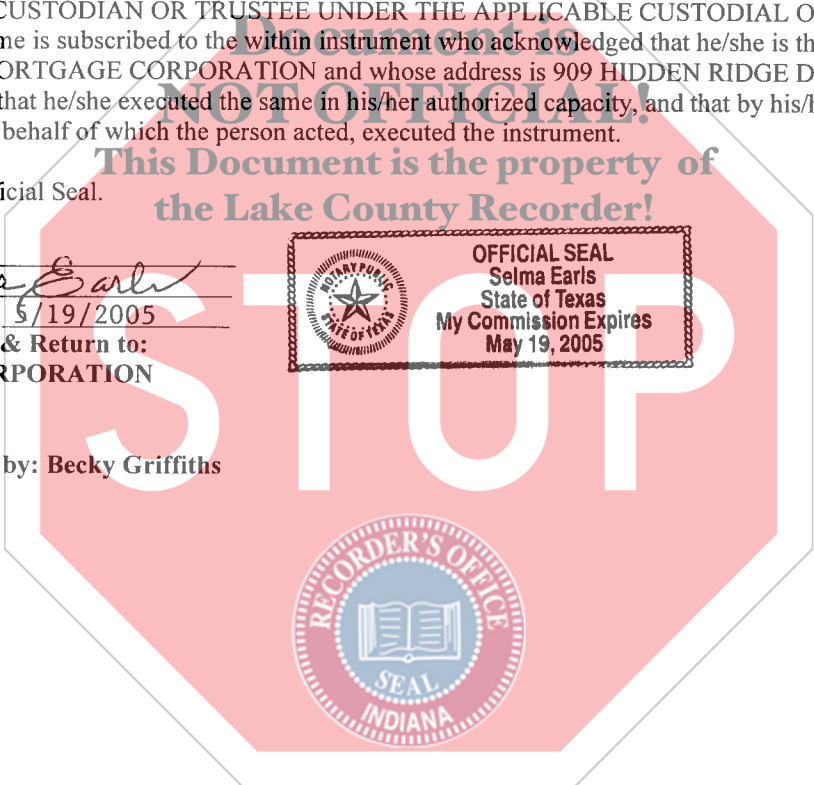 CUSTODIAN OR TRUSTEE UNDER THE APPLICABLE CUSTODIAL O
Document is
me is subscribed to the within instrument who acknowledged that he/she is th
ORTGAGE CORPORATION and whose address is 909 HIDDEN RIDGE D
NOT OFFICIAL!
that he/she executed the same in his/her authorized capacity, and that by his/h
behalf of which the person acted, executed the instrument.
This Document is the property of
icial Seal.
the Lake County Recorder!
Earls
5/19/2005
& Return to:
RPORATION
OFFICIAL SEAL
Selma Earls
State of Texas
My Commission Expires
May 19, 2005
NOTARY PUBLIC
STATE OF TEXAS
STOP
by: Becky Griffiths
RECORDER'S OFFICE
SEAL
INDIANA